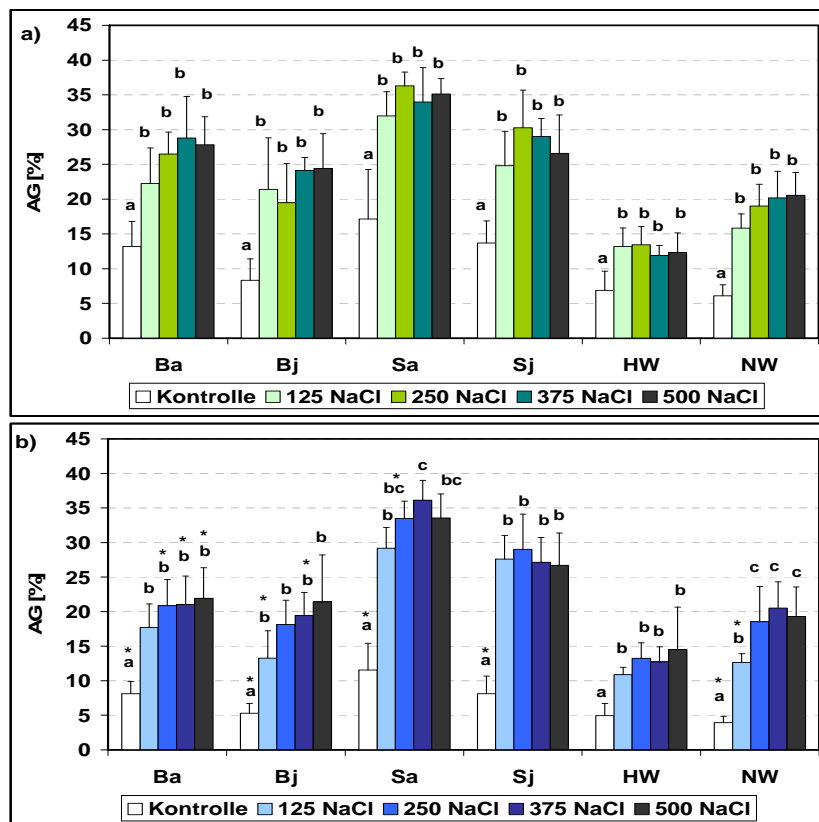 a)
45
40
35
30
25
20
15
10
5
0
AG [%]
a b b b b
a b b b b
a b b b b
a b b b b
a b b b b
a b b b b
Ba Bj Sa Sj HW NW
Kontrolle 125 NaCl 250 NaCl 375 NaCl 500 NaCl
b)
45
40
35
30
25
20
15
10
5
0
AG [%]
* * * *
a b b b b
* * *
a b b b b
* *
a b bc c bc
*
a b b b b
a b b b b
* *
a b c c c
Ba Bj Sa Sj HW NW
Kontrolle 125 NaCl 250 NaCl 375 NaCl 500 NaCl